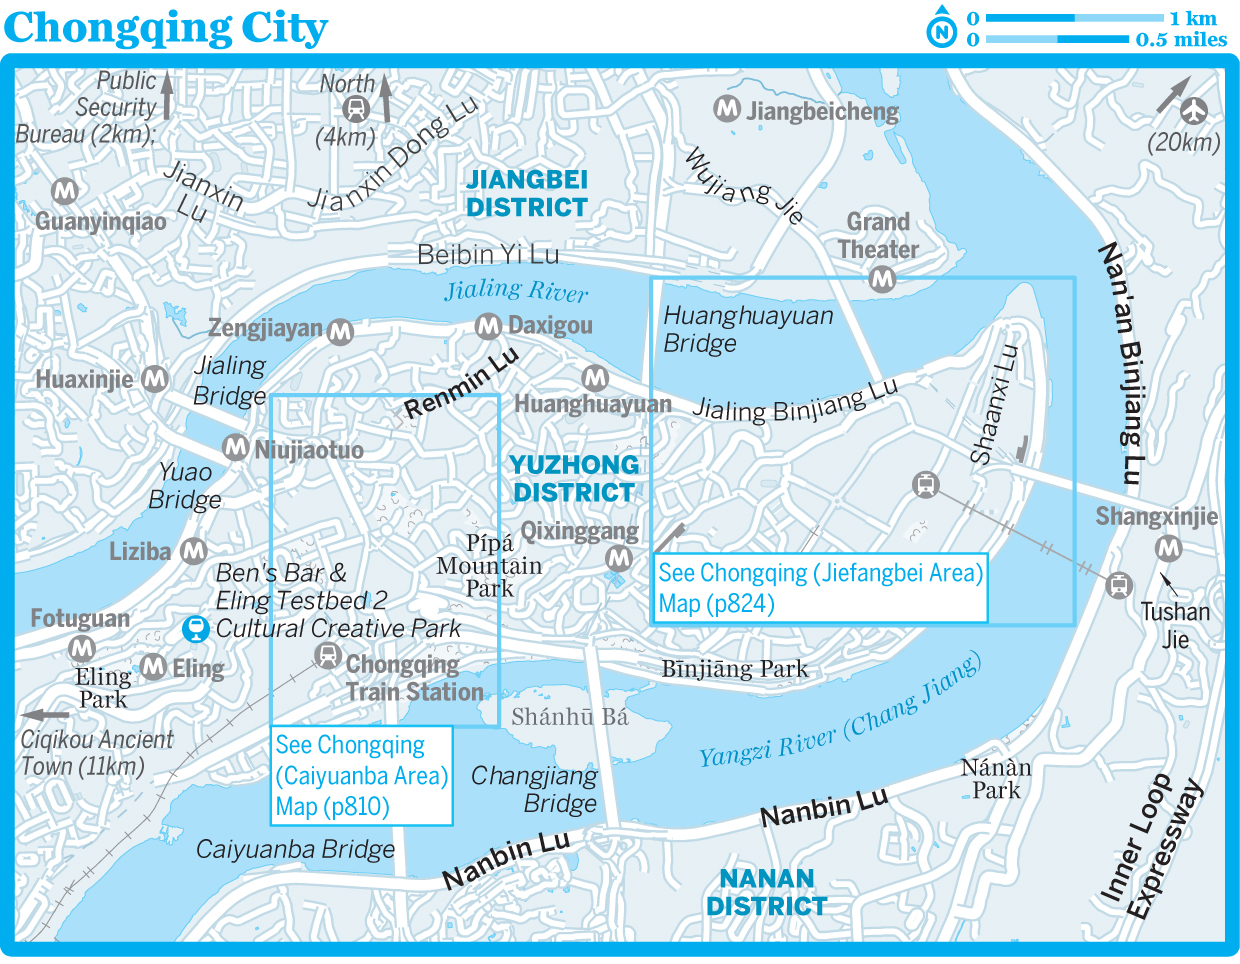 Chongqing City
N
0
1 km
0
0.5 miles
Public
Security
Bureau (2km);
North
(4km)
Jianxin Dong Lu
Jiangbeicheng
(20km)
Jianxin
Lu
Guanyinqiao
JIANGBEI
DISTRICT
Wujiang Jie
Grand
Theater
Beibin Yi Lu
Jialing River
Nan'an Binjiang Lu
Zengjiayan
Daxigou
Huanghuayuan
Bridge
Huaxinjie
Jialing
Bridge
Renmin Lu
Huanghuayuan
Jialing Binjiang Lu
Shaanxi Lu
Niujiaotuo
Yuao
Bridge
YUZHONG
DISTRICT
Qixinggang
Shangxinjie
Liziba
Pípá
Mountain
Park
Ben's Bar &
Eling Testbed 2
Cultural Creative Park
See Chongqing (Jiefangbei Area)
Map (p824)
Tushan
Jie
Fotuguan
Eling
Park
Eling
Chongqing
Train Station
Bīnjiāng Park
Shánhū Bá
Yangzi River (Chang Jiang)
Ciqikou Ancient
Town (11km)
See Chongqing
(Caiyuanba Area)
Map (p810)
Changjiang
Bridge
Nánàn
Park
Nanbin Lu
Caiyuanba Bridge
Nanbin Lu
Inner Loop
Expressway
NANAN
DISTRICT
M
M
M
M
M
M
M
M
M
M
M
M
M